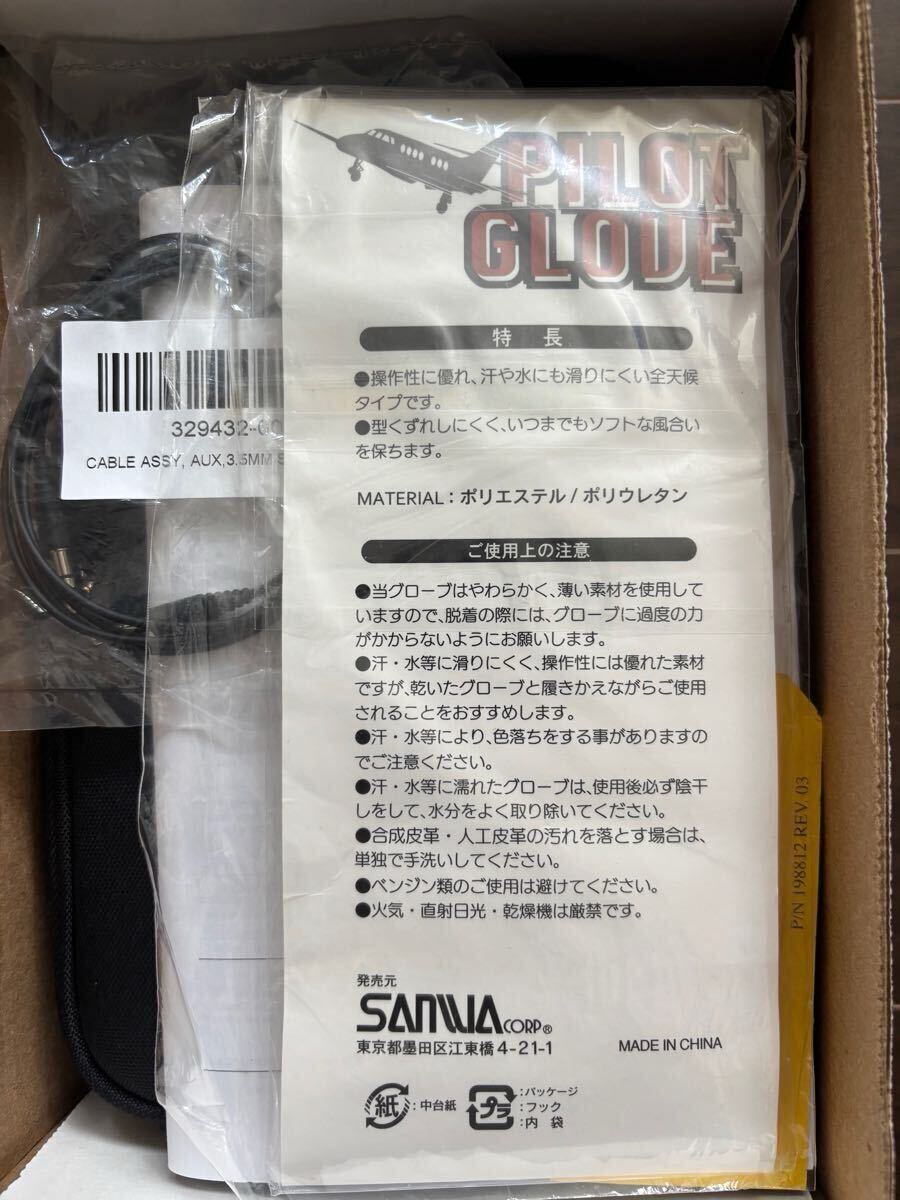 PILOT
GLOVE
特 長
●操作性に優れ、汗や水にも滑りにくい全天候
タイプです。
●型くずれしにくく、いつまでもソフトな風合い
を保ちます。
MATERIAL：ポリエステル / ポリウレタン
ご使用上の注意
●当グローブはやわらかく、薄い素材を使用して
いますので、脱着の際には、グローブに過度の力
がかからないようにお願いします。
●汗・水等に滑りにくく、操作性には優れた素材
ですが、乾いたグローブと履きかえながらご使用
されることをおすすめします。
●汗・水等により、色落ちをする事がありますの
でご注意ください。
●汗・水等に濡れたグローブは、使用後必ず陰干
しをして、水分をよく取り除いてください。
●合成皮革・人工皮革の汚れを落とす場合は、
単独で手洗いしてください。
●ベンジン類のご使用は避けてください。
●火気・直射日光・乾燥機は厳禁です。
発売元
SANWA CORP®
東京都墨田区江東橋4-21-1
MADE IN CHINA
紙：中台紙
プラ：パッケージ
：フック
：内 袋
329432-00
CABLE ASSY, AUX,3.5MM
P/N 198812 REV. 03